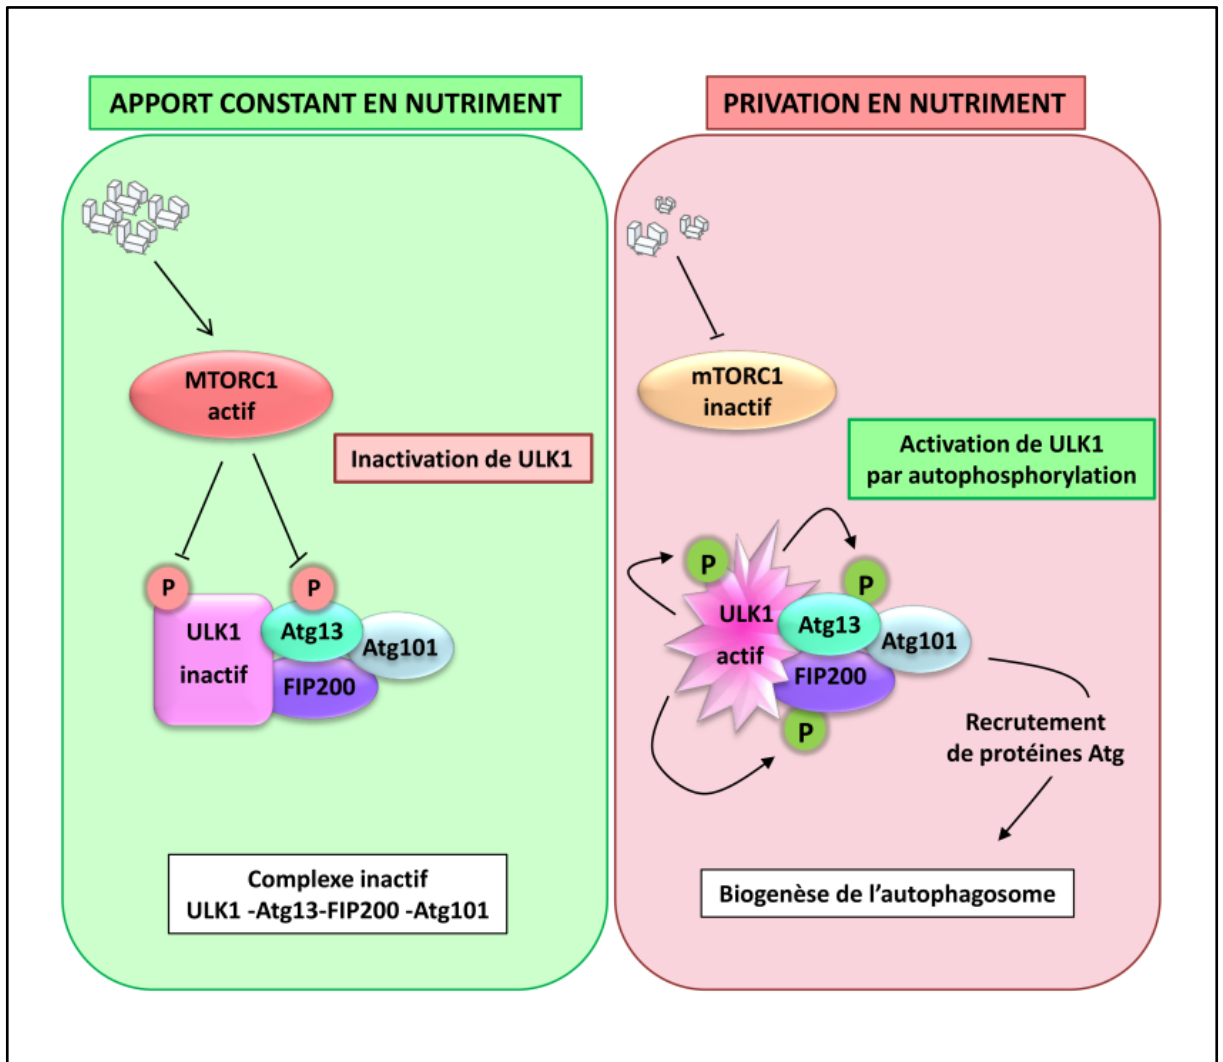 APPORT CONSTANT EN NUTRIMENT
MTORC1
actif
Inactivation de ULK1
P
P
ULK1
inactif
Atg13
Atg101
FIP200
Complexe inactif
ULK1 -Atg13-FIP200 -Atg101
PRIVATION EN NUTRIMENT
mTORC1
inactif
Activation de ULK1
par autophosphorylation
P
P
ULK1
actif
Atg13
Atg101
FIP200
P
Recrutement
de protéines Atg
Biogenèse de l'autophagosome